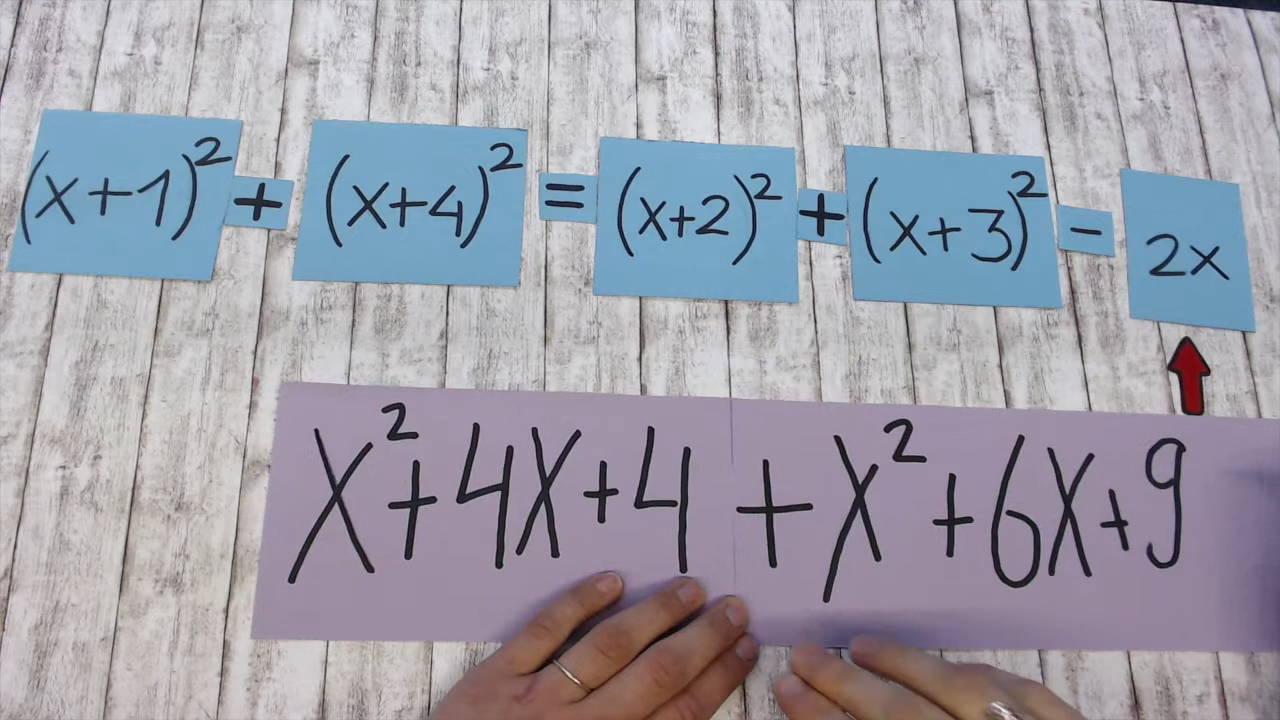 (x+1)² + (x+4)² = (x+2)² + (x+3)² - 2x
x²+4x+4 + x²+6x+9